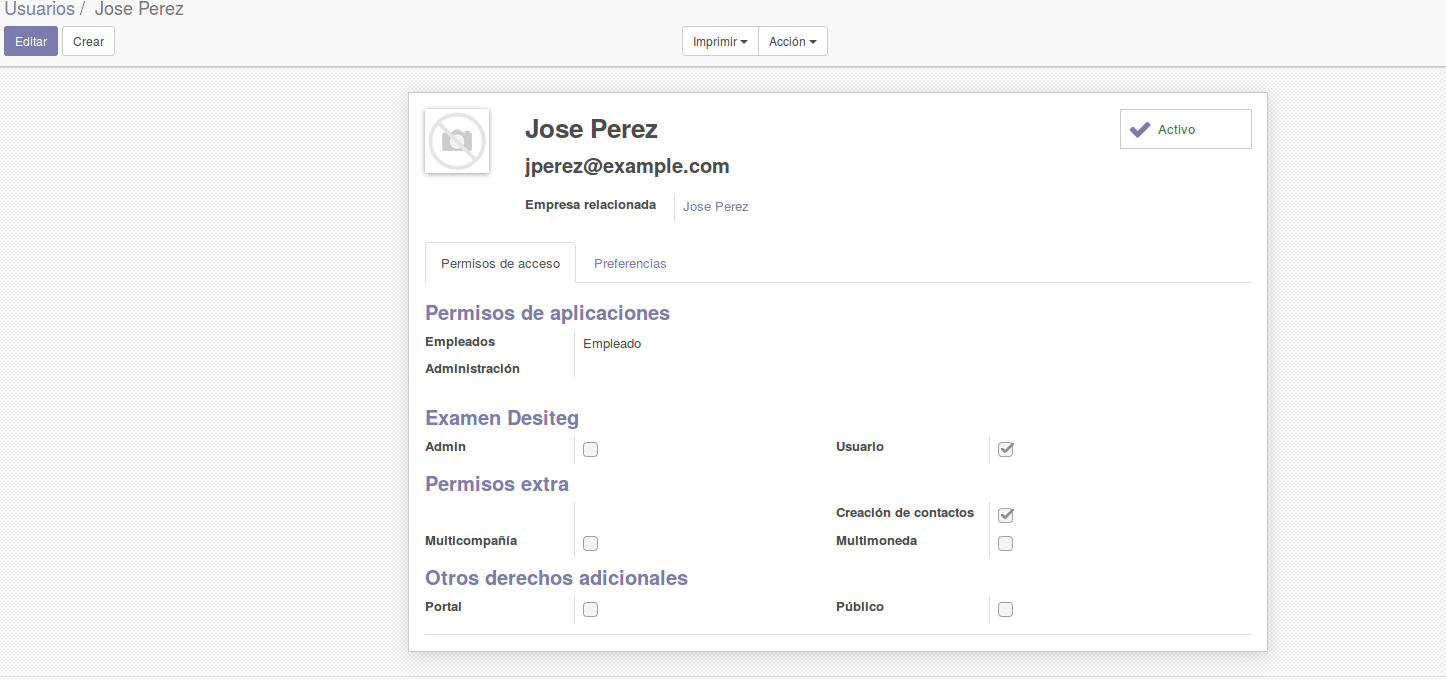 Usuarios / Jose Perez
Editar Crear Imprimir Acción
Jose Perez
Activo
jperez@example.com
Empresa relacionada Jose Perez
Permisos de acceso Preferencias
Permisos de aplicaciones
Empleados Empleado
Administración
Examen Desiteg
Admin Usuario
Permisos extra
Creación de contactos
Multicompañía Multimoneda
Otros derechos adicionales
Portal Público